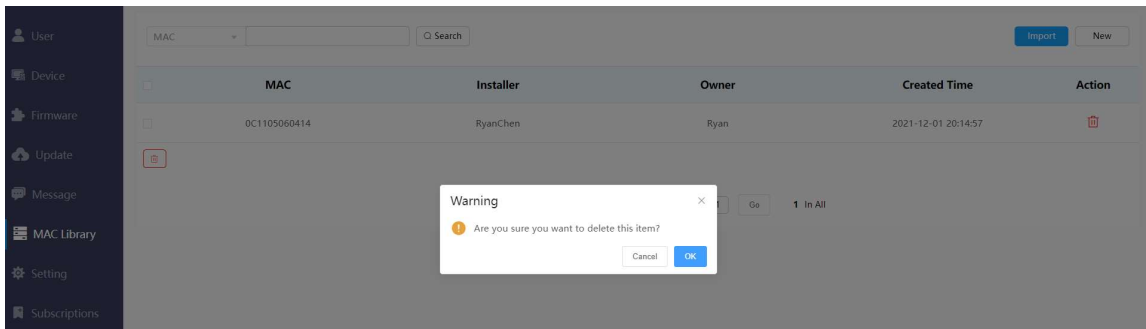 User
MAC
Search
Import
New
Device
MAC
Installer
Owner
Created Time
Action
Firmware
0C1105060414
RyanChen
Ryan
2021-12-01 20:14:57
Update
Message
Warning
Are you sure you want to delete this item?
Cancel
OK
1
Go
1 In All
MAC Library
Setting
Subscriptions